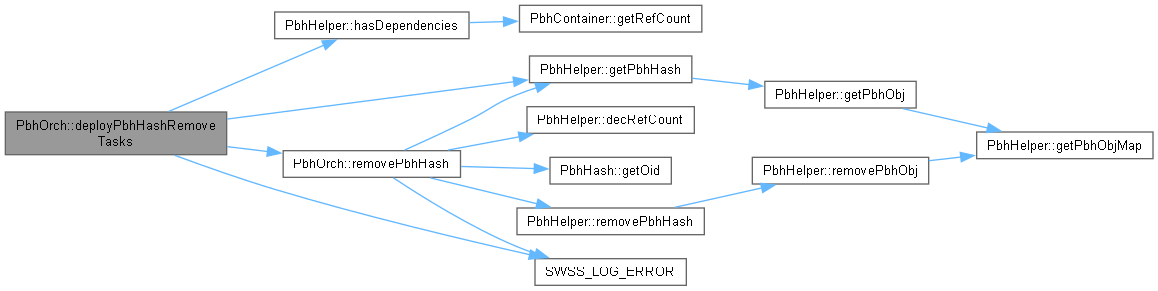 PbhHelper::hasDependencies
PbhContainer::getRefCount
PbhHelper::getPbhHash
PbhHelper::getPbhObj
PbhOrch::deployPbhHashRemove
Tasks
PbhHelper::decRefCount
PbhHelper::getPbhObjMap
PbhOrch::removePbhHash
PbhHash::getOid
PbhHelper::removePbhObj
PbhHelper::removePbhHash
SWSS_LOG_ERROR